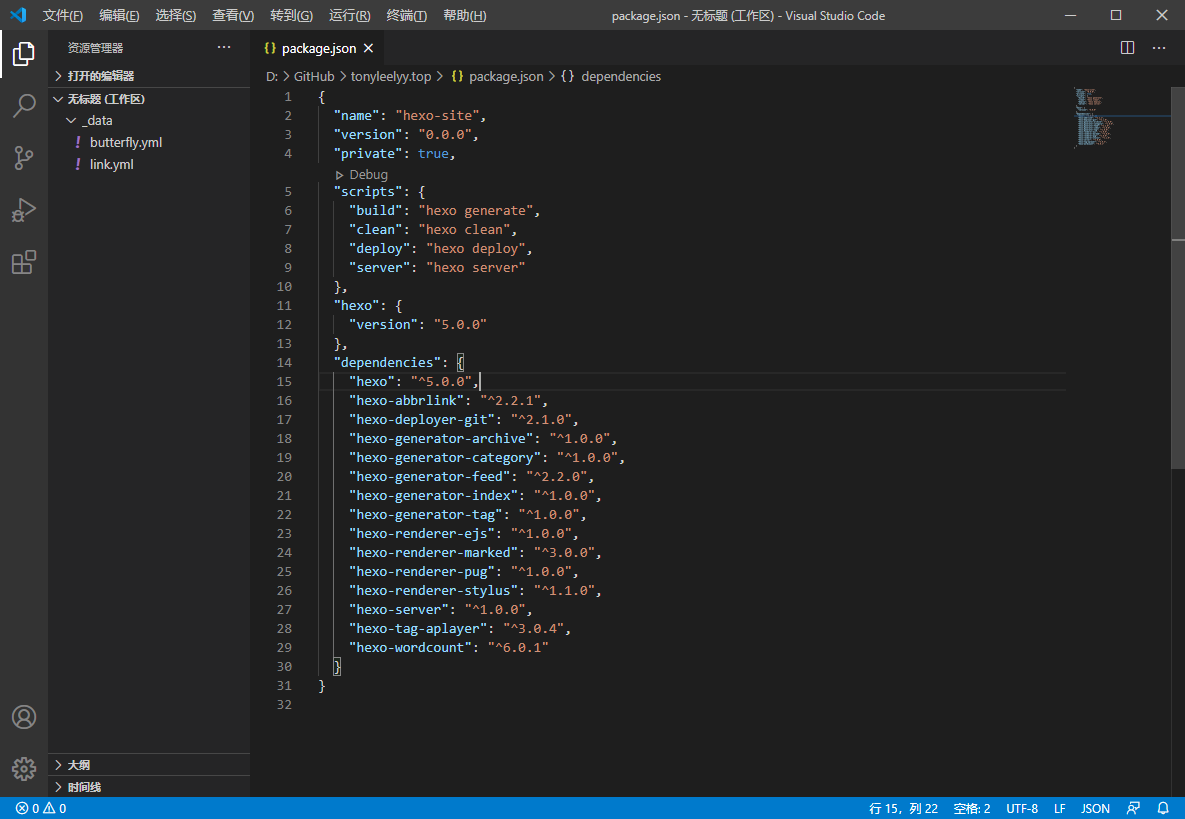 文件(F) 编辑(E) 选择(S) 查看(V) 转到(G) 运行(R) 终端(T) 帮助(H) package.json - 无标题 (工作区) - Visual Studio Code
资源管理器
打开的编辑器
无标题 (工作区)
_data
! butterfly.yml
! link.yml
大纲
时间线
{} package.json
D: > GitHub > tonyleelyy.top > {} package.json > {} dependencies
1 {
2 "name": "hexo-site",
3 "version": "0.0.0",
4 "private": true,
Debug
5 "scripts": {
6 "build": "hexo generate",
7 "clean": "hexo clean",
8 "deploy": "hexo deploy",
9 "server": "hexo server"
10 },
11 "hexo": {
12 "version": "5.0.0"
13 },
14 "dependencies": {
15 "hexo": "^5.0.0",
16 "hexo-abbrlink": "^2.2.1",
17 "hexo-deployer-git": "^2.1.0",
18 "hexo-generator-archive": "^1.0.0",
19 "hexo-generator-category": "^1.0.0",
20 "hexo-generator-feed": "^2.2.0",
21 "hexo-generator-index": "^1.0.0",
22 "hexo-generator-tag": "^1.0.0",
23 "hexo-renderer-ejs": "^1.0.0",
24 "hexo-renderer-marked": "^3.0.0",
25 "hexo-renderer-pug": "^1.0.0",
26 "hexo-renderer-stylus": "^1.1.0",
27 "hexo-server": "^1.0.0",
28 "hexo-tag-aplayer": "^3.0.4",
29 "hexo-wordcount": "^6.0.1"
30 }
31 }
32
0 0 行 15，列 22 空格: 2 UTF-8 LF JSON